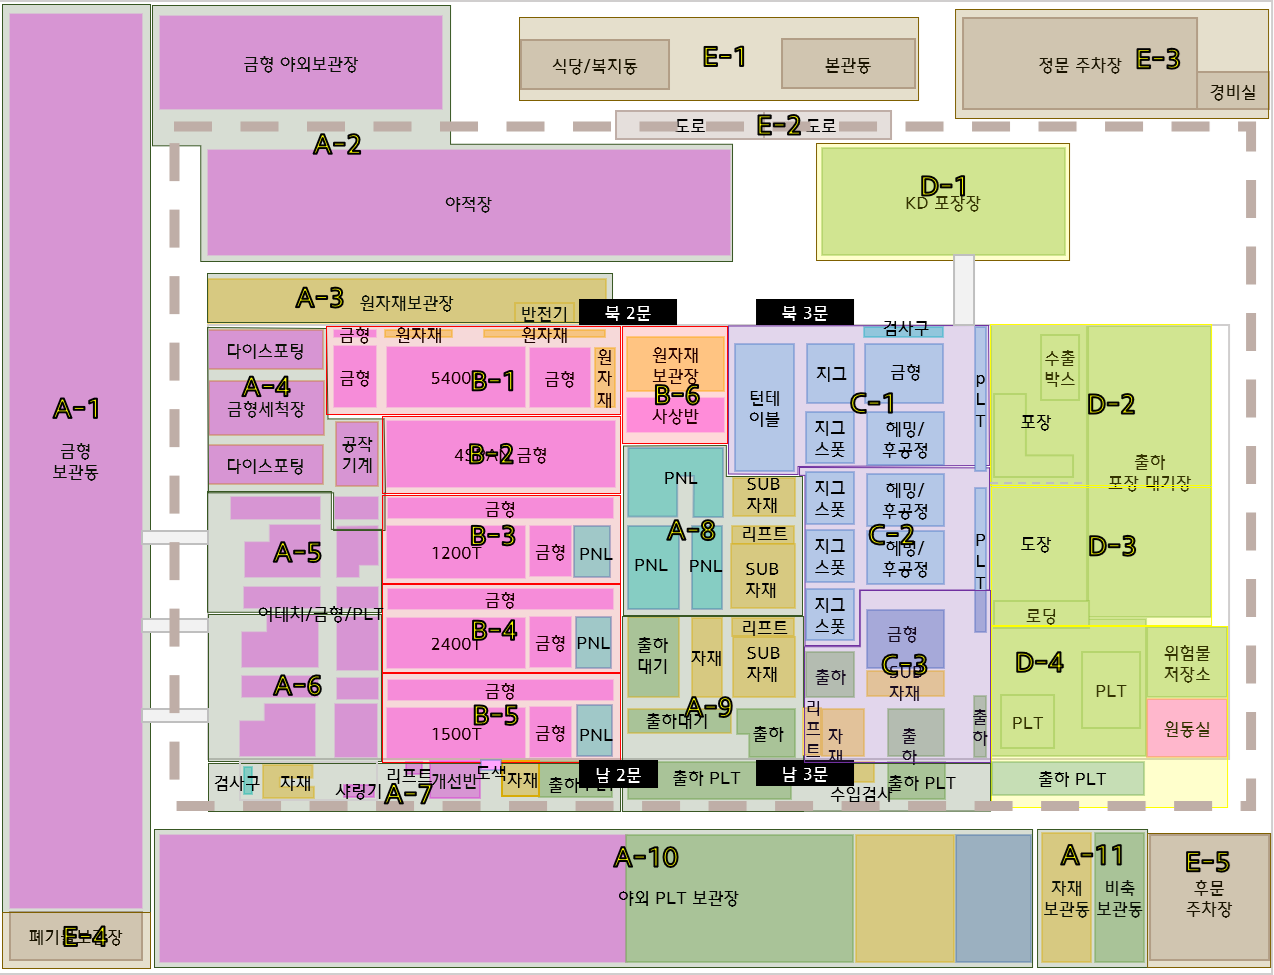 금형 야외보관장
식당/복지동
E-1
본관동
정문 주차장
E-3
경비실
도로
E-2
도로
A-2
야적장
D-1
KD 포장장
A-3
원자재보관장
반전기
북 2문
북 3문
다이스포팅
A-4
금형세척장
다이스포팅
공작
기계
금형
원자재
원자재
금형
B-1
금형
원
자
재
B-2
금형
금형
1200T
B-3
금형
PNL
금형
2400T
B-4
금형
PNL
금형
1500T
B-5
금형
PNL
원자재
보관장
B-6
사상반
턴테
이블
검사구
지그
금형
C-1
지그
스폿
헤밍/
후공정
PLT
수출
박스
포장
D-2
출하
포장 대기장
A-1
금형
보관동
A-5
어테치/금형/PLT
A-6
PNL
SUB
자재
A-8
리프트
PNL
PNL
SUB
자재
지그
스폿
헤밍/
후공정
C-2
지그
스폿
헤밍/
후공정
지그
스폿
PLT
도장
D-3
로딩
출하
대기
자재
리프트
SUB
자재
A-9
출하대기
출하
금형
C-3
출하
SUB
자재
리
프
트
자
재
출
하
출
하
D-4
PLT
PLT
위험물
저장소
원동실
검사구
자재
샤링기
리프트
A-7
개선반
도색
자재
출하 PLT
남 2문
출하 PLT
남 3문
수입검사
출하 PLT
출하 PLT
A-10
야외 PLT 보관장
A-11
자재
보관동
비축
보관동
E-5
후문
주차장
E-4